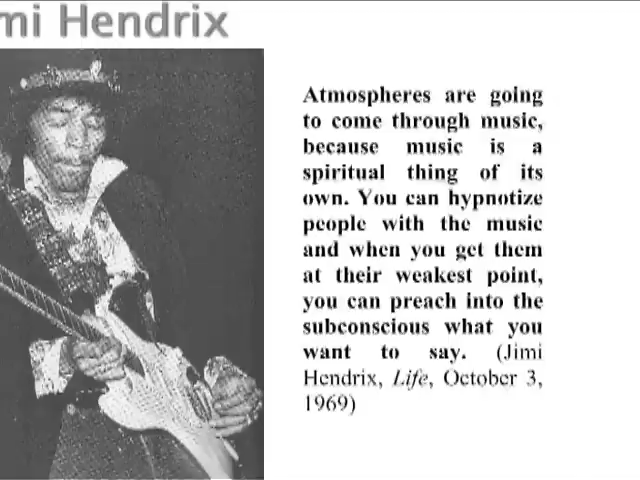 mi Hendrix
Atmospheres are going
to come through music,
because music is a
spiritual thing of its
own. You can hypnotize
people with the music
and when you get them
at their weakest point,
you can preach into the
subconscious what you
want to say. (Jimi
Hendrix, Life, October 3,
1969)